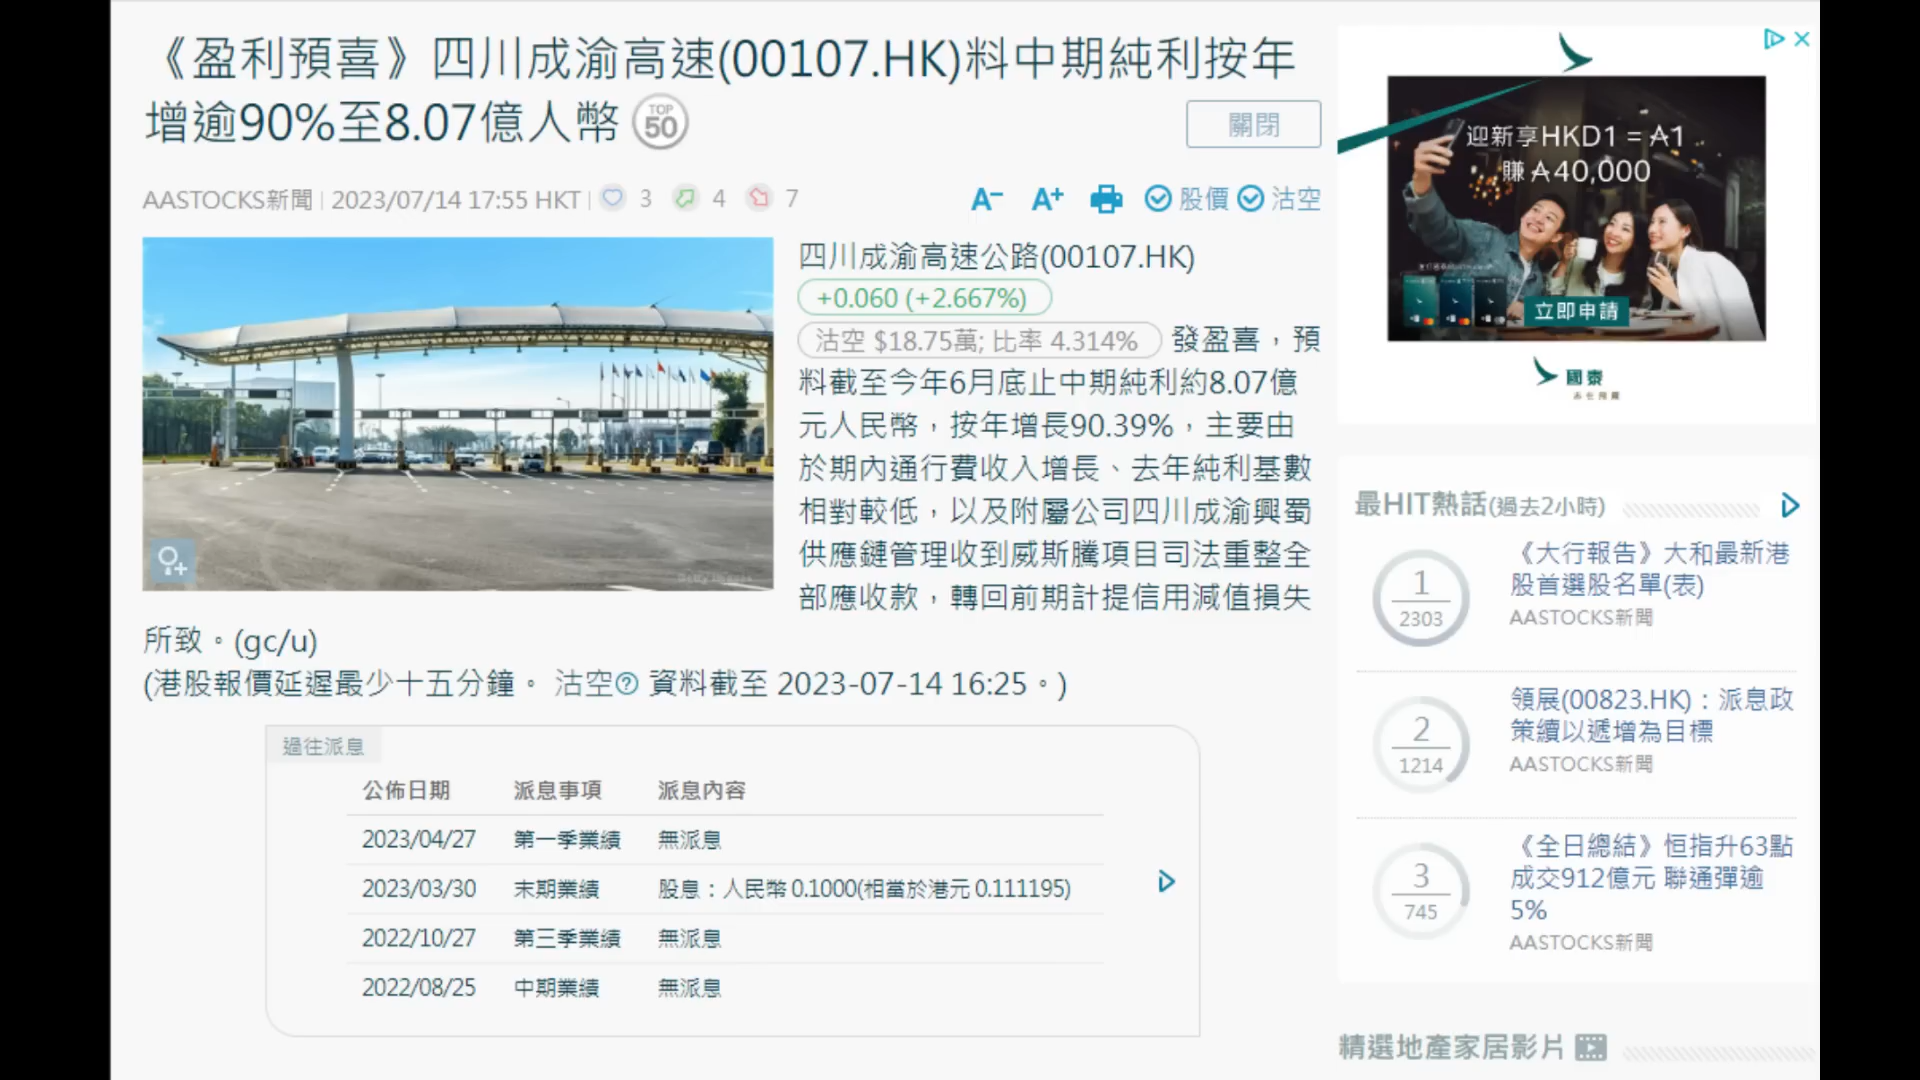 《盈利預喜》四川成渝高速(00107.HK)料中期純利按年
增逾90%至8.07億人幣
TOP
50
關閉
AASTOCKS新聞 | 2023/07/14 17:55 HKT | 3 4 7
A− A+ 股價 沽空
四川成渝高速公路(00107.HK)
+0.060 (+2.667%)
沽空 $18.75萬; 比率 4.314% 發盈喜，預
料截至今年6月底止中期純利約8.07億
元人民幣，按年增長90.39%，主要由
於期內通行費收入增長、去年純利基數
相對較低，以及附屬公司四川成渝興蜀
供應鏈管理收到威斯騰項目司法重整全
部應收款，轉回前期計提信用減值損失
所致。(gc/u)
(港股報價延遲最少十五分鐘。 沽空? 資料截至 2023-07-14 16:25。)
過往派息
公佈日期 派息事項 派息內容
2023/04/27 第一季業績 無派息
2023/03/30 末期業績 股息：人民幣 0.1000(相當於港元 0.111195)
2022/10/27 第三季業績 無派息
2022/08/25 中期業績 無派息
迎新享HKD1 = A1
賺 A40,000
立即申請
國泰
最HIT熱話(過去2小時)
1
2303
《大行報告》大和最新港
股首選股名單(表)
AASTOCKS新聞
2
1214
領展(00823.HK)：派息政
策續以遞增為目標
AASTOCKS新聞
3
745
《全日總結》恒指升63點
成交912億元 聯通彈逾
5%
AASTOCKS新聞
精選地產家居影片